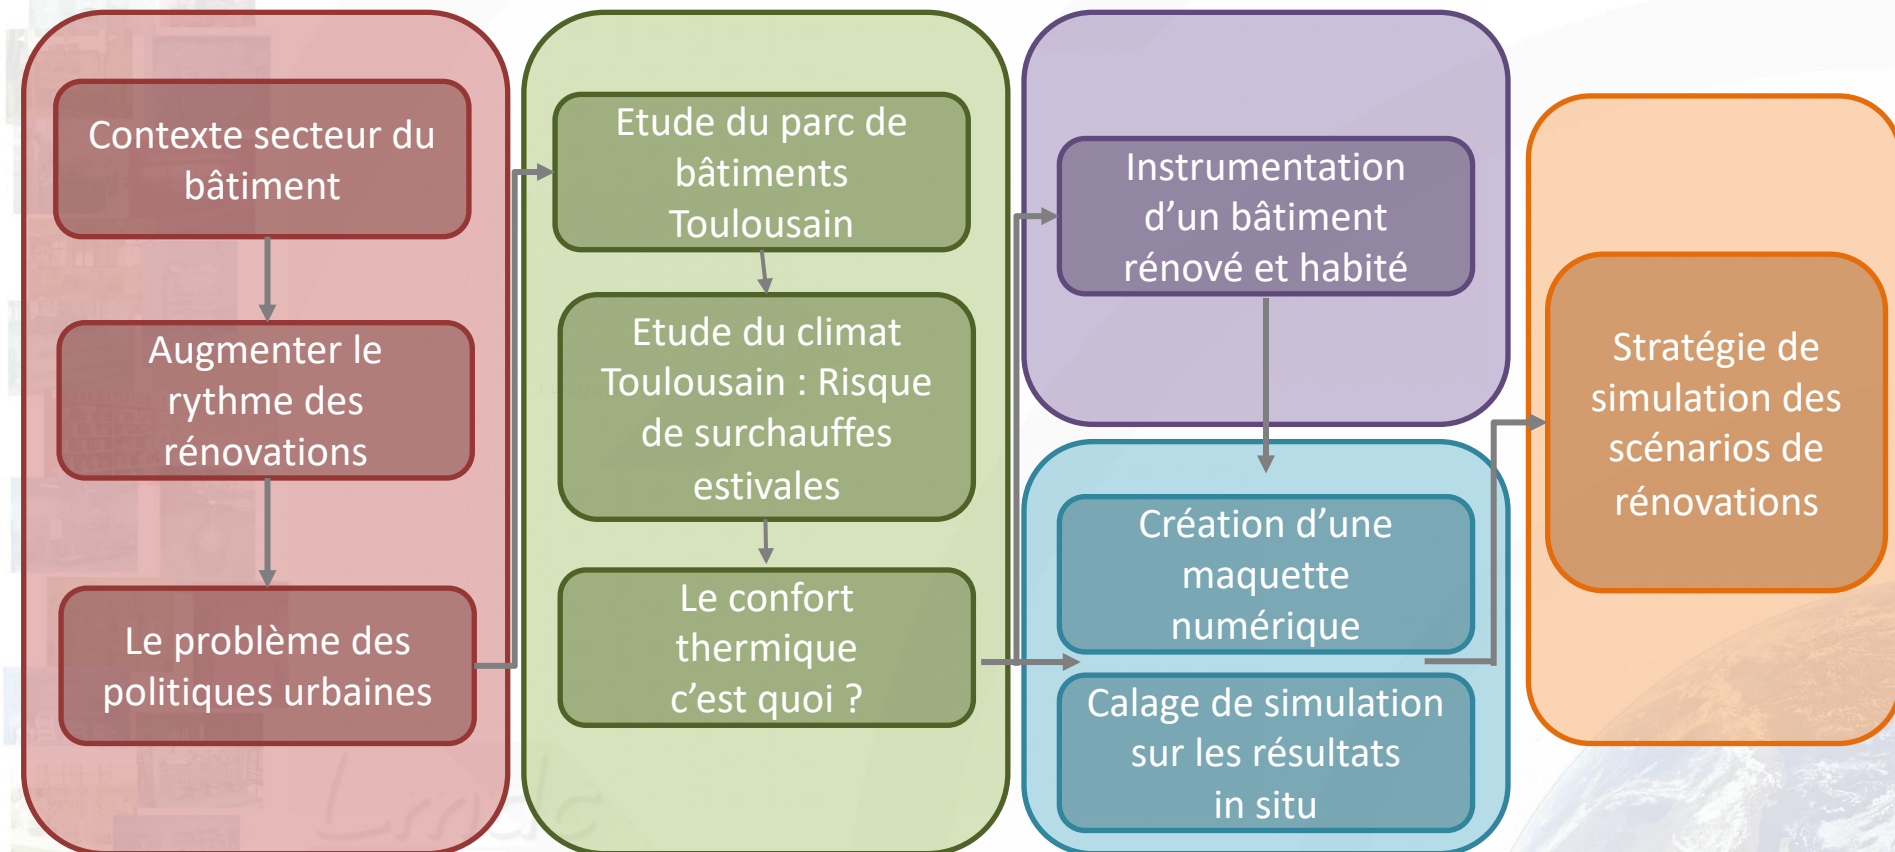 Contexte secteur du
bâtiment
Augmenter le
rythme des
rénovations
Le problème des
politiques urbaines
Etude du parc de
bâtiments
Toulousain
Etude du climat
Toulousain : Risque
de surchauffes
estivales
Le confort
thermique
c’est quoi ?
Instrumentation
d’un bâtiment
rénové et habité
Création d’une
maquette
numérique
Calage de simulation
sur les résultats
in situ
Stratégie de
simulation des
scénarios de
rénovations
Lmdc